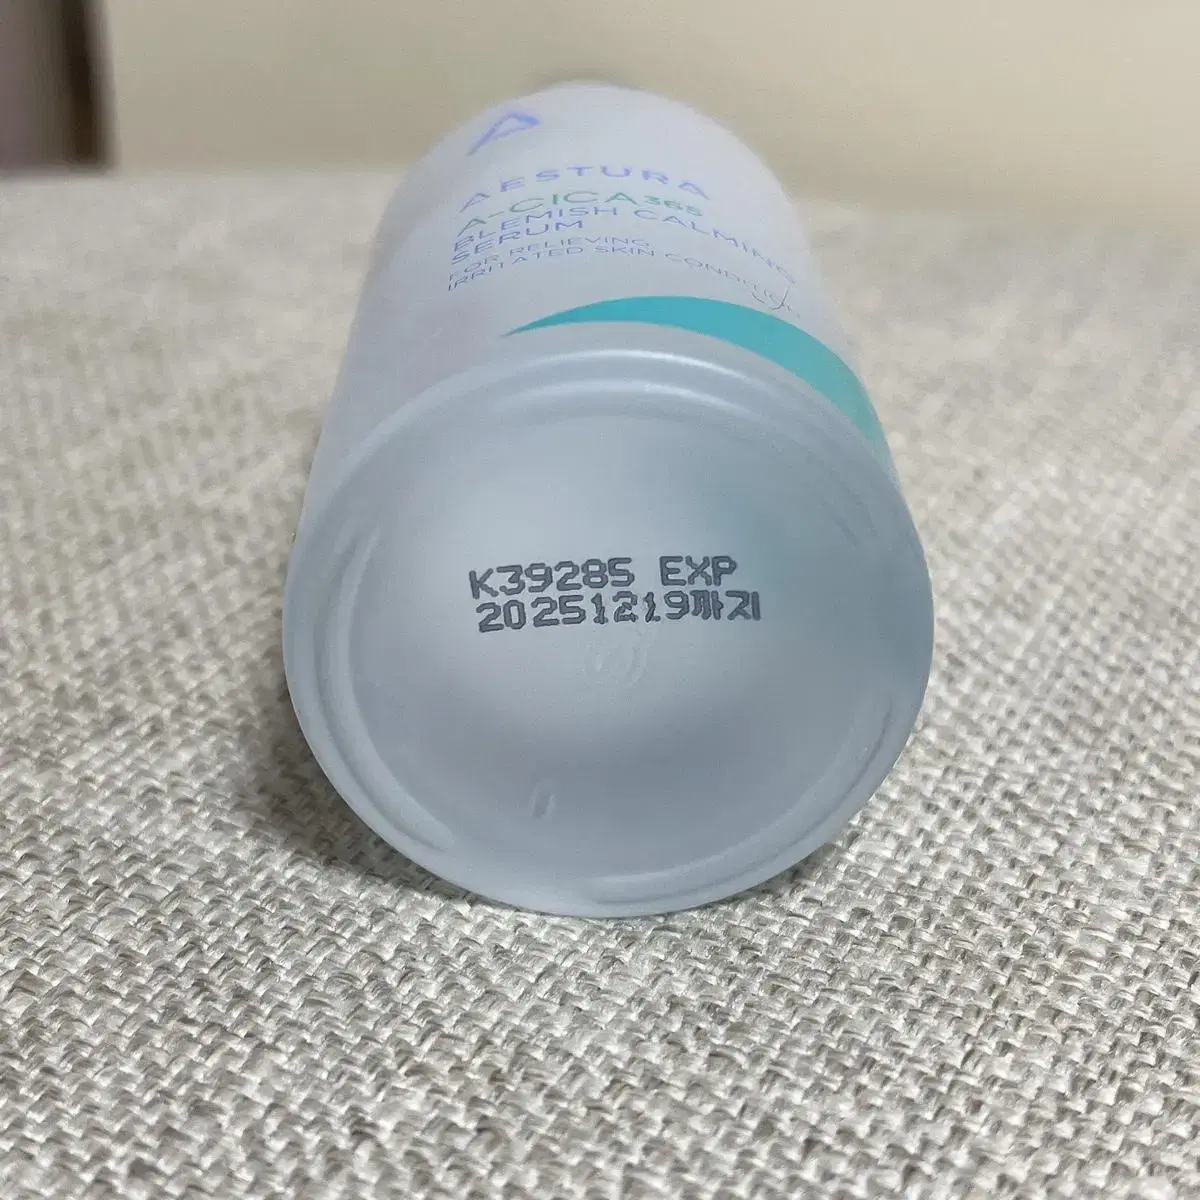 AESTURA
A-CICA365
BLEMISH CALMING
SERUM
FOR RELIEVING
IRRITATED SKIN CONDITION
K39285 EXP
20251219까지